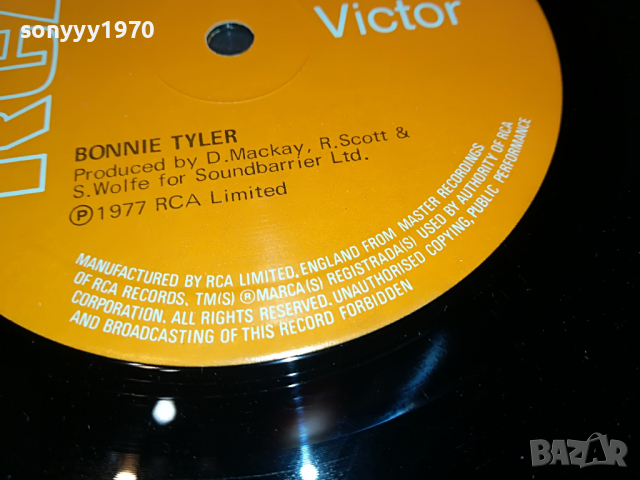 sonyyy1970
RCA
Victor
BONNIE TYLER
Produced by D.Mackay, R.Scott &
S.Wolfe for Soundbarrier Ltd.
Ⓟ1977 RCA Limited
MANUFACTURED BY RCA LIMITED, ENGLAND FROM MASTER RECORDINGS
OF RCA RECORDS. TM(S) ® MARCA(S) REGISTRADA(S) USED BY AUTHORITY OF RCA
CORPORATION. ALL RIGHTS RESERVED. UNAUTHORISED COPYING, PUBLIC PERFORMANCE
AND BROADCASTING OF THIS RECORD FORBIDDEN
BAZAR